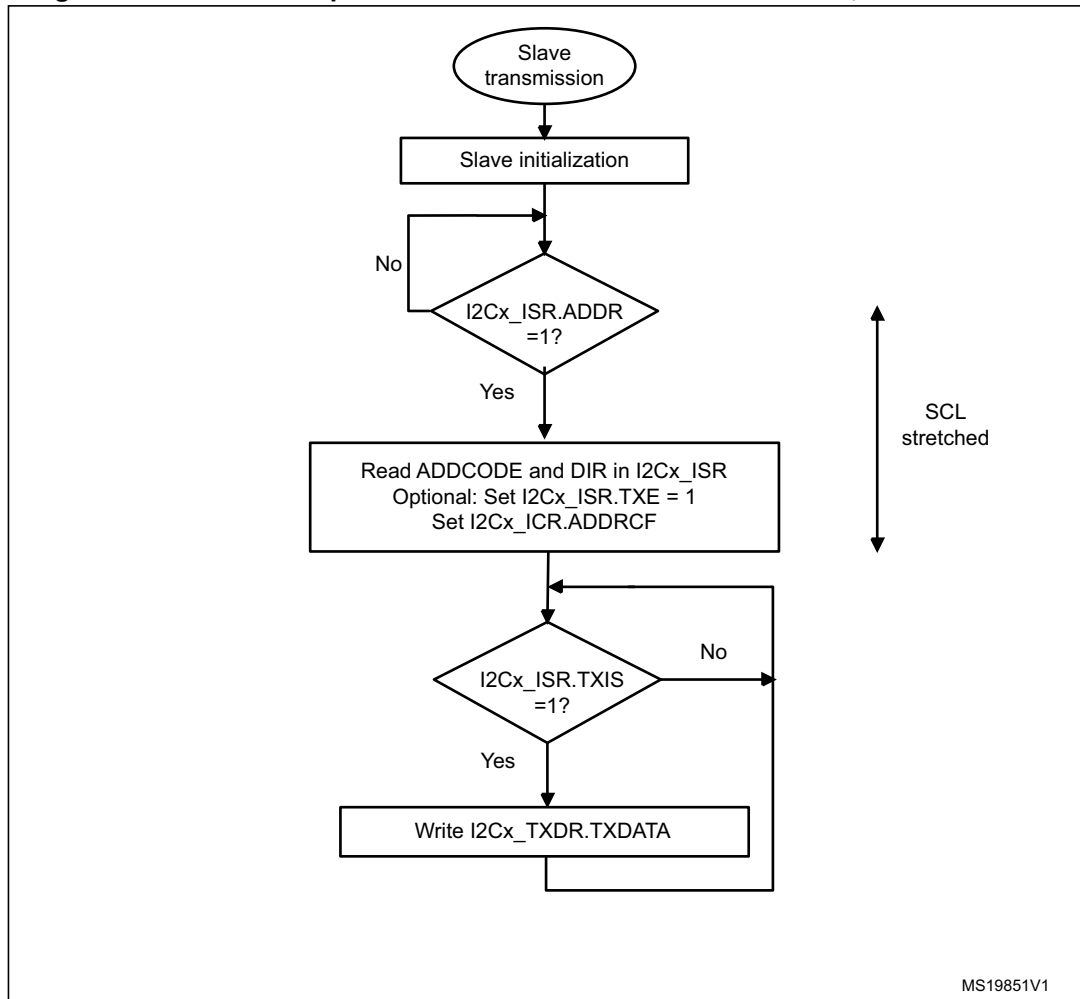 Slave
transmission
Slave initialization
No
I2Cx_ISR.ADDR
=1?
Yes
SCL
stretched
Read ADDCODE and DIR in I2Cx_ISR
Optional: Set I2Cx_ISR.TXE = 1
Set I2Cx_ICR.ADDRCF
No
I2Cx_ISR.TXIS
=1?
Yes
Write I2Cx_TXDR.TXDATA
MS19851V1